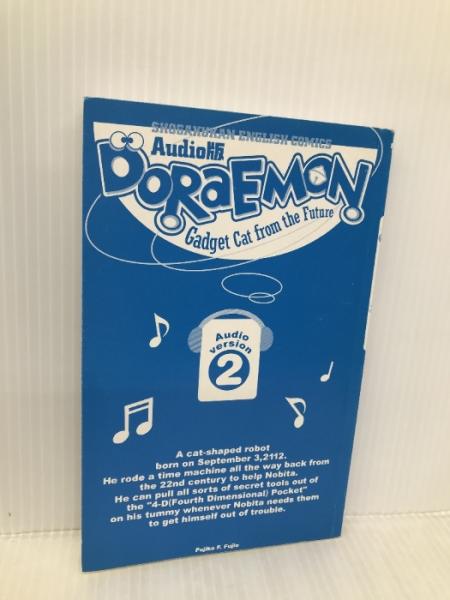 SHOGAKUKAN ENGLISH COMICS
Audio版
DORAEMON
Gadget Cat from the Future
Audio
version
2
A cat-shaped robot
born on September 3,2112.
He rode a time machine all the way back from
the 22nd century to help Nobita.
He can pull all sorts of secret tools out of
the "4-D(Fourth Dimensional) Pocket"
on his tummy whenever Nobita needs them
to get himself out of trouble.
Fujiko F. Fujio